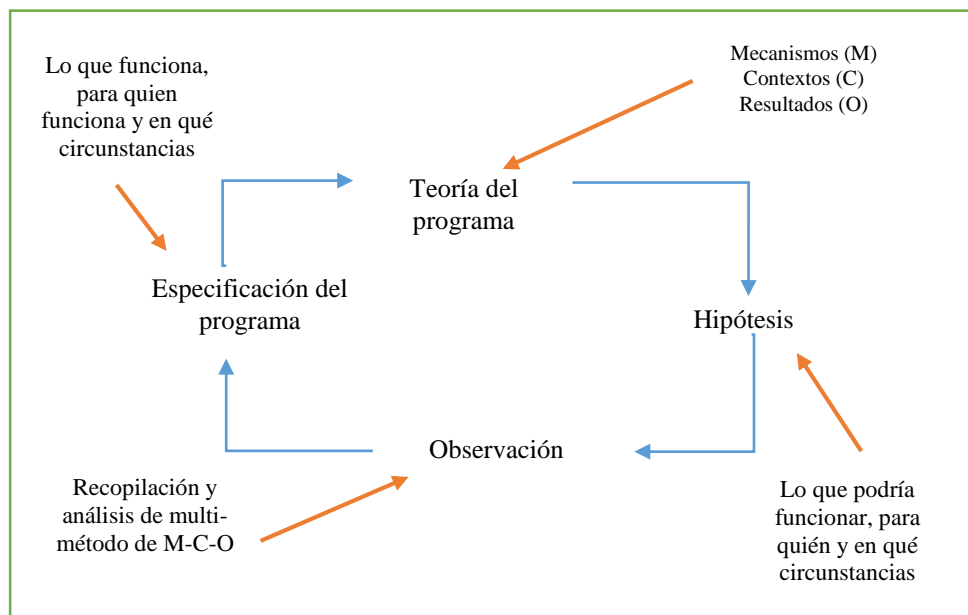 Lo que funciona,
para quien
funciona y en qué
circunstancias
Mecanismos (M)
Contextos (C)
Resultados (O)
Teoría del
programa
Especificación del
programa
Hipótesis
Observación
Recopilación y
análisis de multi-
método de M-C-O
Lo que podría
funcionar, para
quién y en qué
circunstancias